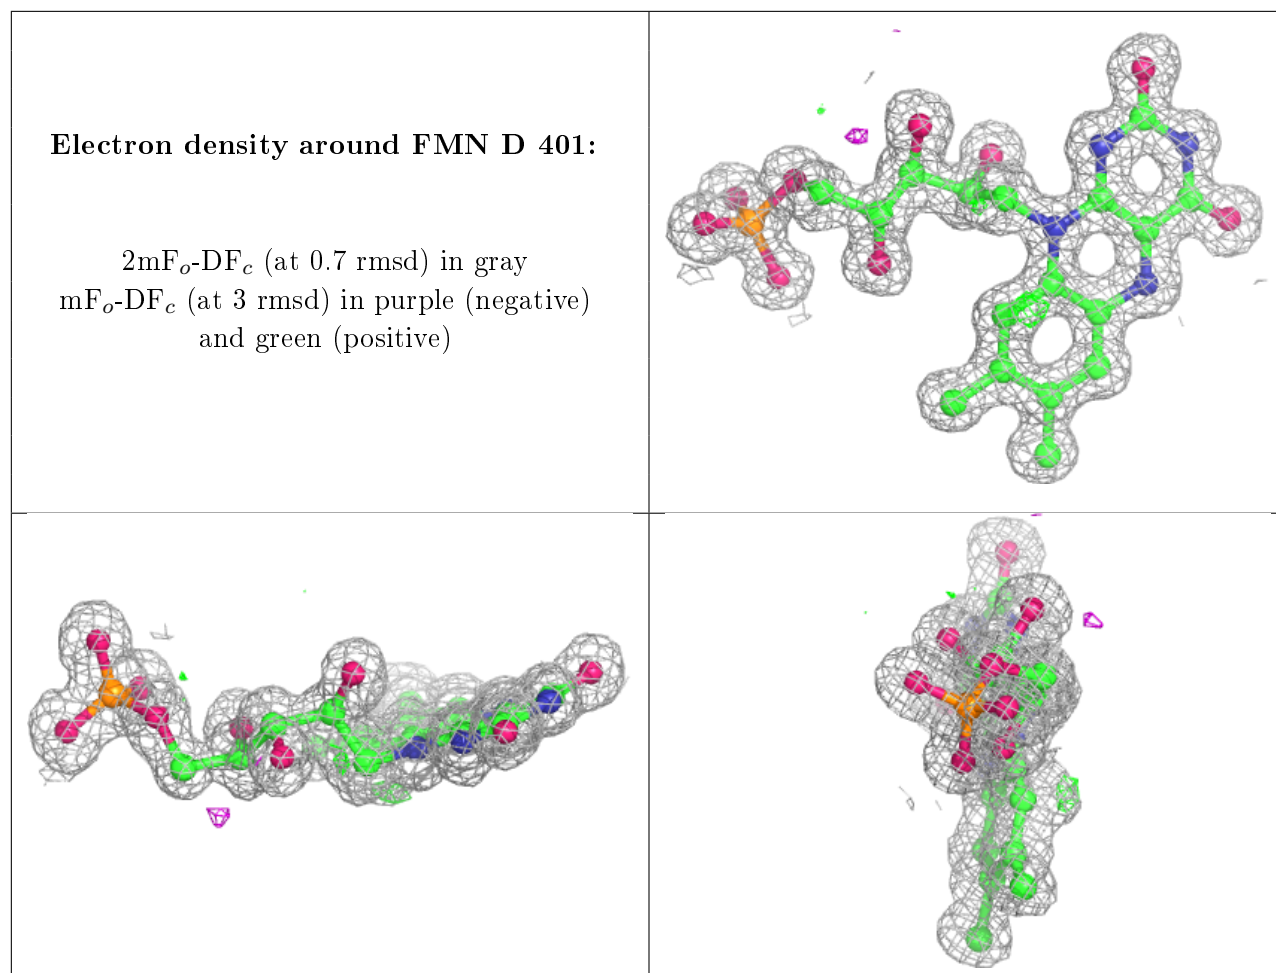 Electron density around FMN D 401:
2mFo-DFc (at 0.7 rmsd) in gray
mFo-DFc (at 3 rmsd) in purple (negative)
and green (positive)